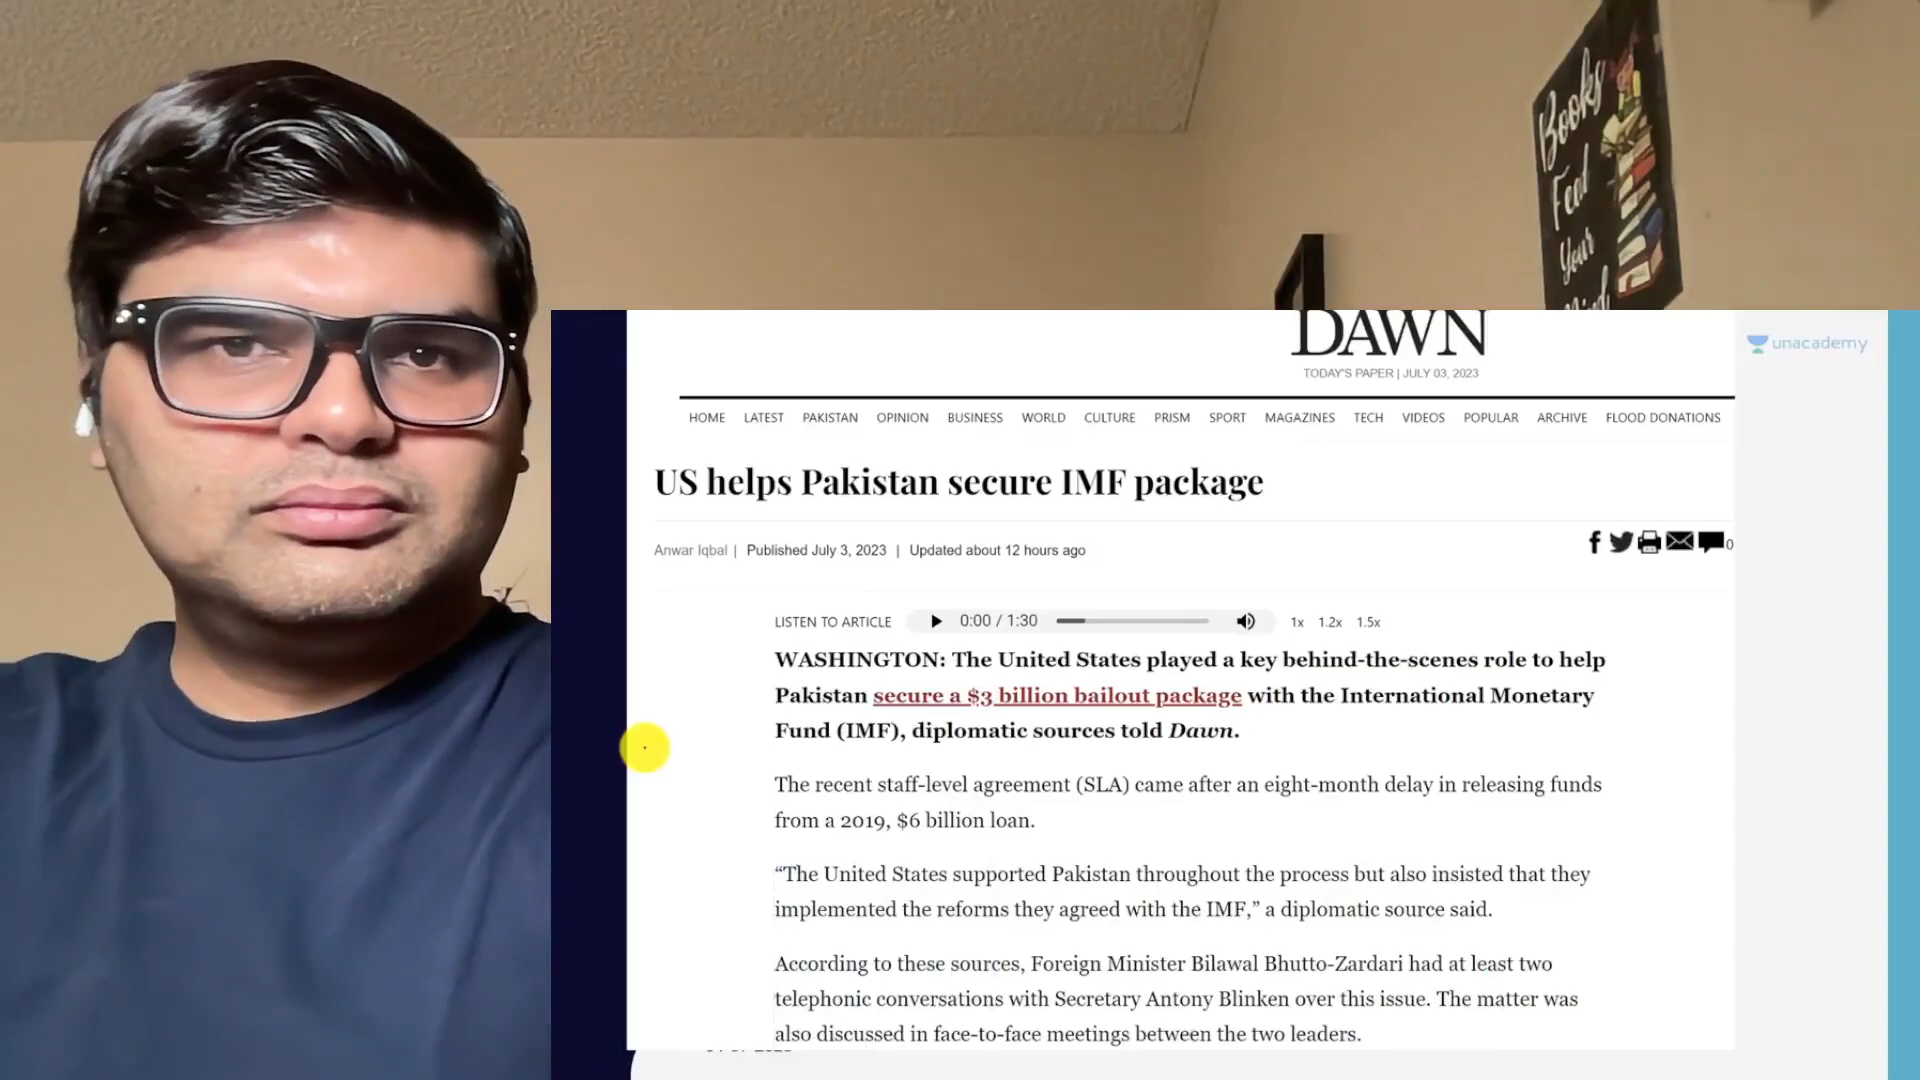 Books
Feed
Your
DAWN
TODAY'S PAPER | JULY 03, 2023
unacademy
HOME LATEST PAKISTAN OPINION BUSINESS WORLD CULTURE PRISM SPORT MAGAZINES TECH VIDEOS POPULAR ARCHIVE FLOOD DONATIONS
US helps Pakistan secure IMF package
Anwar Iqbal | Published July 3, 2023 | Updated about 12 hours ago
0
LISTEN TO ARTICLE 0:00 / 1:30 1x 1.2x 1.5x
WASHINGTON: The United States played a key behind-the-scenes role to help
Pakistan secure a $3 billion bailout package with the International Monetary
Fund (IMF), diplomatic sources told Dawn.
The recent staff-level agreement (SLA) came after an eight-month delay in releasing funds
from a 2019, $6 billion loan.
“The United States supported Pakistan throughout the process but also insisted that they
implemented the reforms they agreed with the IMF,” a diplomatic source said.
According to these sources, Foreign Minister Bilawal Bhutto-Zardari had at least two
telephonic conversations with Secretary Antony Blinken over this issue. The matter was
also discussed in face-to-face meetings between the two leaders.